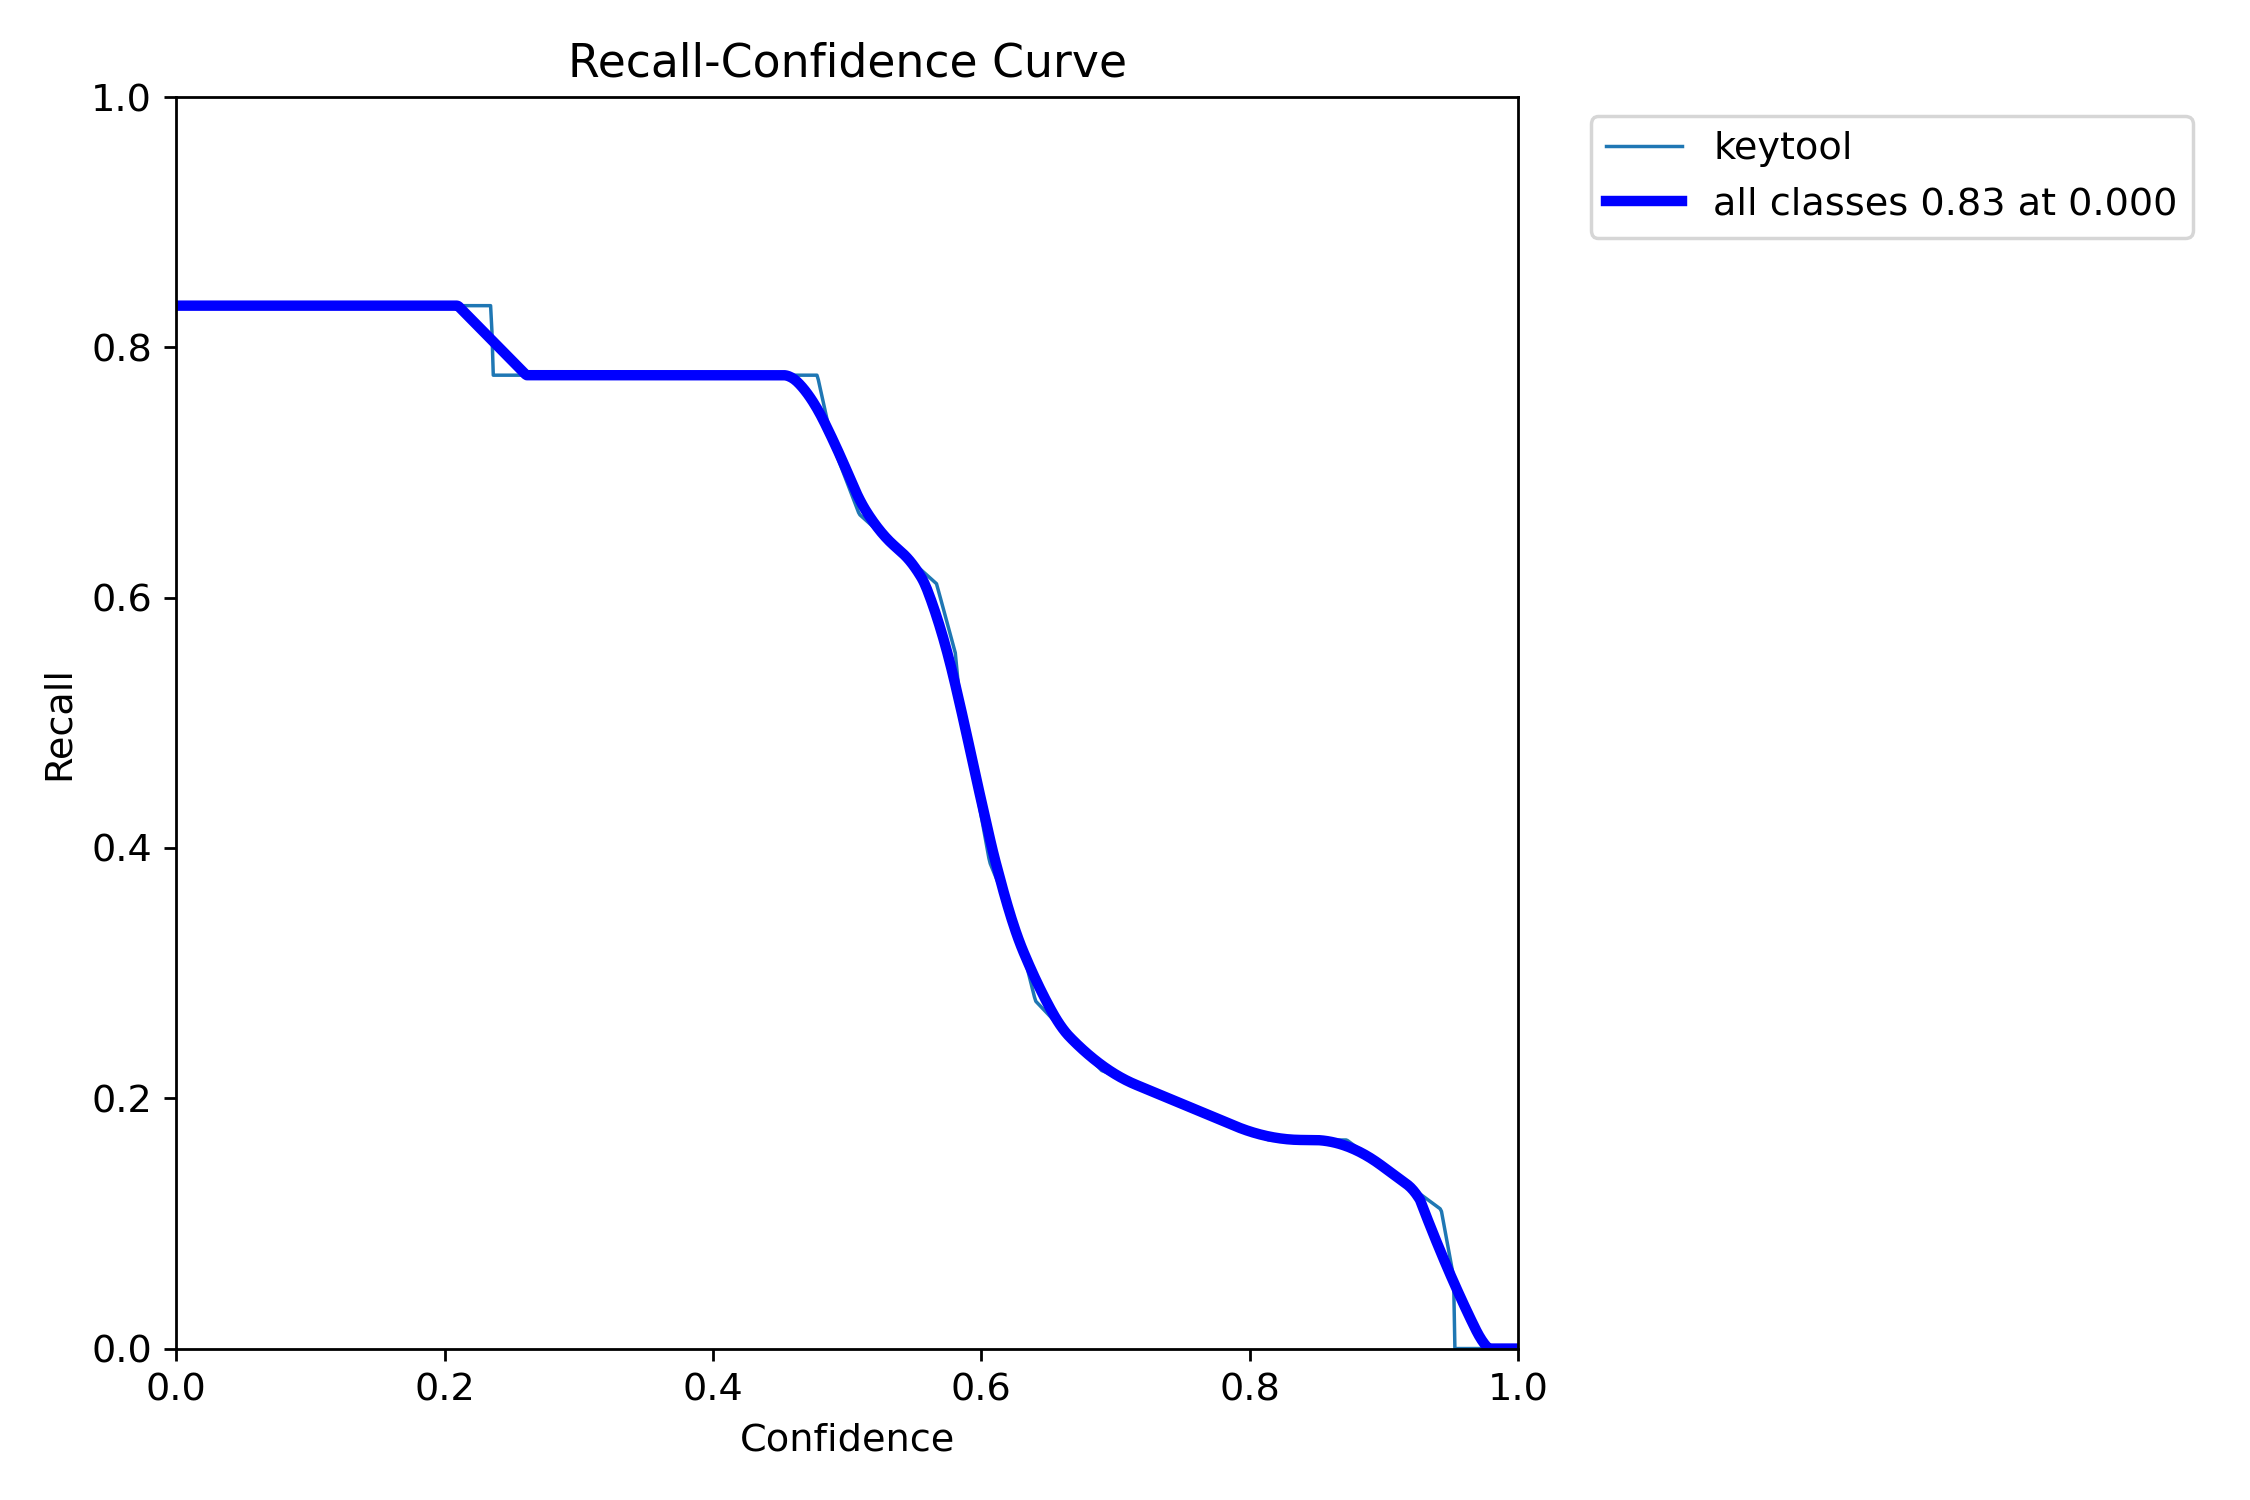 Recall-Confidence Curve
keytool
all classes 0.83 at 0.000
1.0
0.8
0.6
0.4
0.2
0.0
Recall
0.0 0.2 0.4 0.6 0.8 1.0
Confidence